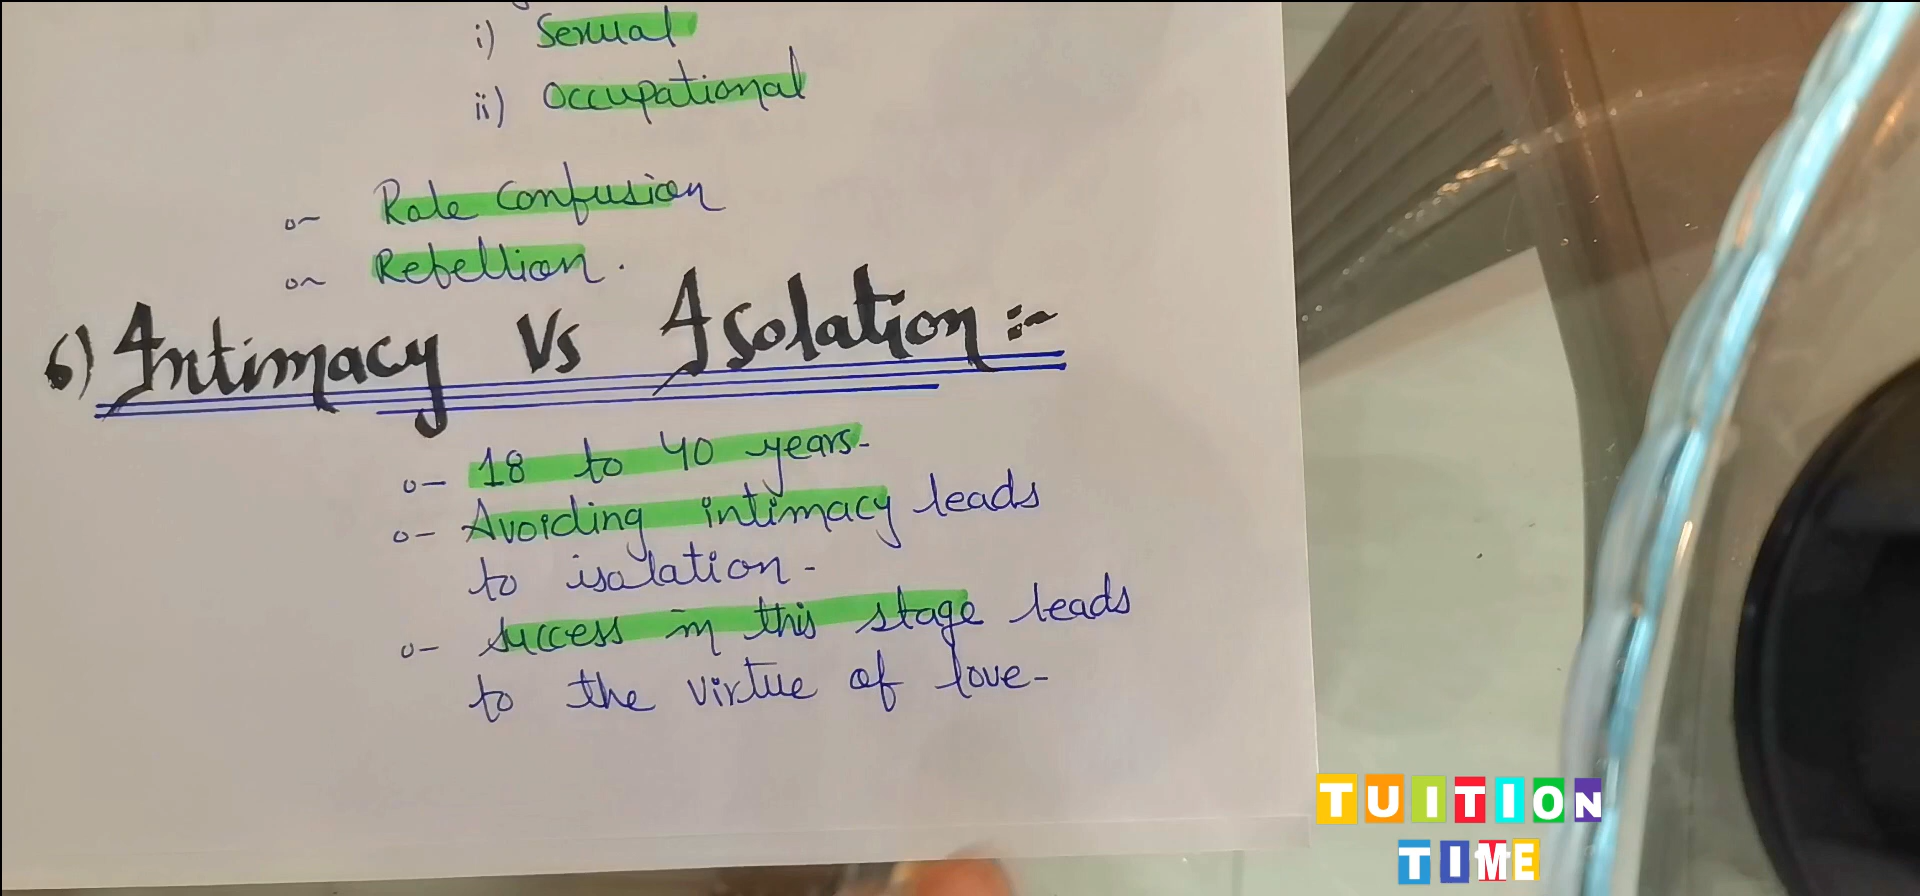 i) Sexual
ii) Occupational
Role Confusion
Rebellion.
6) Intimacy Vs Isolation :-
18 to 40 years-
Avoiding intimacy leads
to isolation-
Success in this stage leads
to the virtue of love-
TUITION
TIME